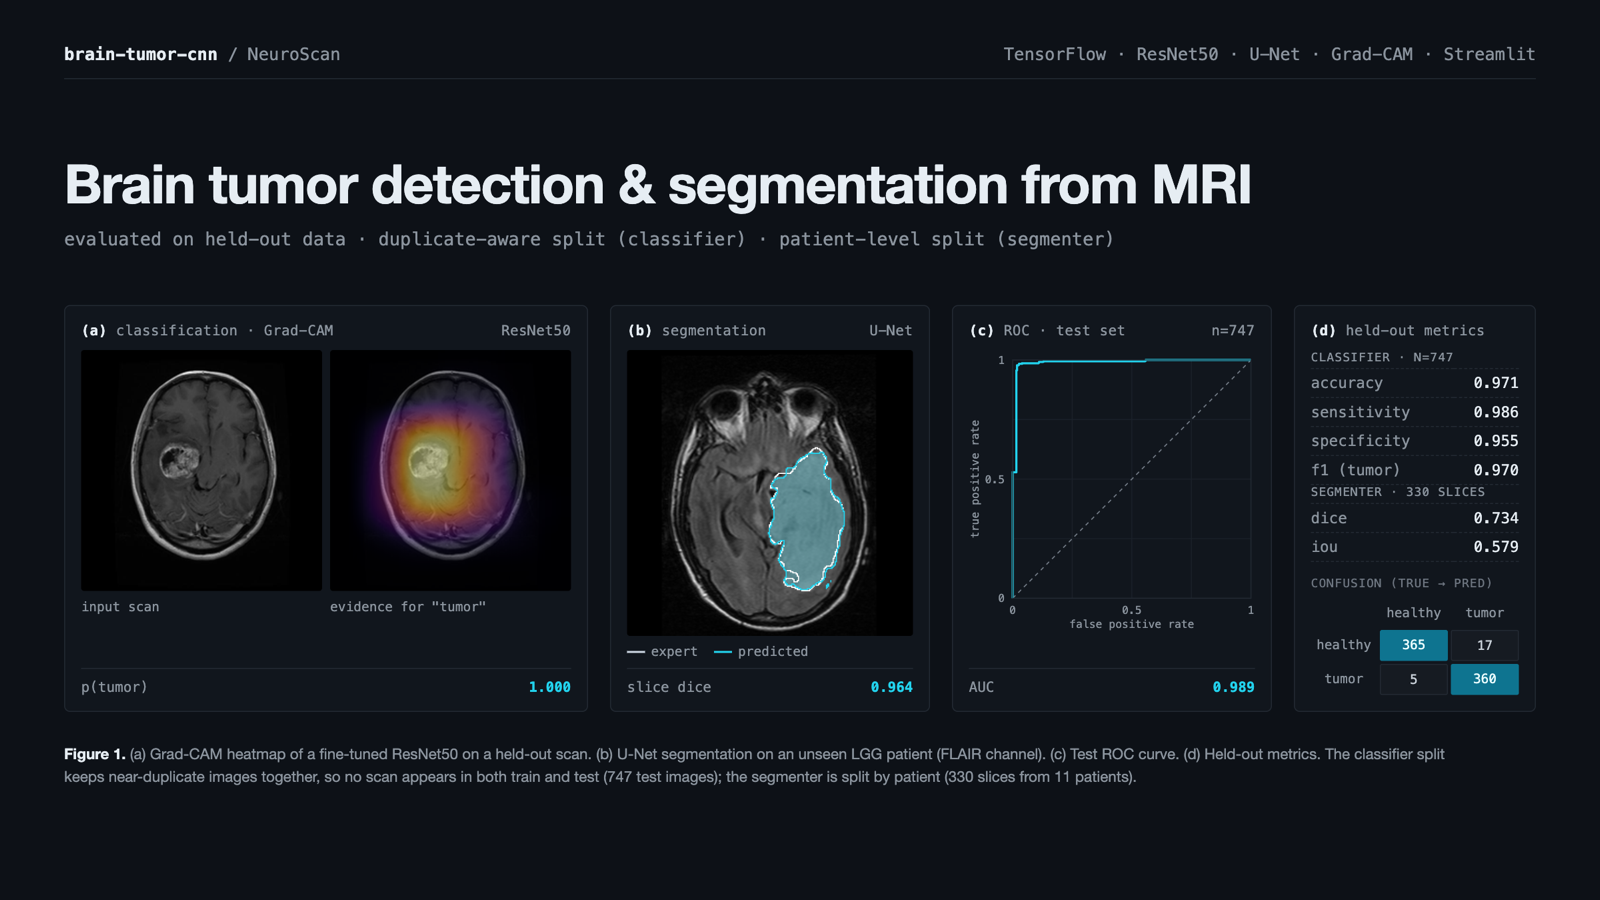 brain-tumor-cnn / NeuroScan
TensorFlow · ResNet50 · U-Net · Grad-CAM · Streamlit
Brain tumor detection & segmentation from MRI
evaluated on held-out data · duplicate-aware split (classifier) · patient-level split (segmenter)
(a) classification · Grad-CAM ResNet50
input scan
evidence for "tumor"
p(tumor) 1.000
(b) segmentation U-Net
expert predicted
slice dice 0.964
(c) ROC · test set n=747
1
true positive rate
0.5
0
0 0.5 1
false positive rate
AUC 0.989
(d) held-out metrics
CLASSIFIER · N=747
accuracy 0.971
sensitivity 0.986
specificity 0.955
f1 (tumor) 0.970
SEGMENTER · 330 SLICES
dice 0.734
iou 0.579
CONFUSION (TRUE → PRED)
healthy tumor
healthy 365 17
tumor 5 360
Figure 1. (a) Grad-CAM heatmap of a fine-tuned ResNet50 on a held-out scan. (b) U-Net segmentation on an unseen LGG patient (FLAIR channel). (c) Test ROC curve. (d) Held-out metrics. The classifier split
keeps near-duplicate images together, so no scan appears in both train and test (747 test images); the segmenter is split by patient (330 slices from 11 patients).